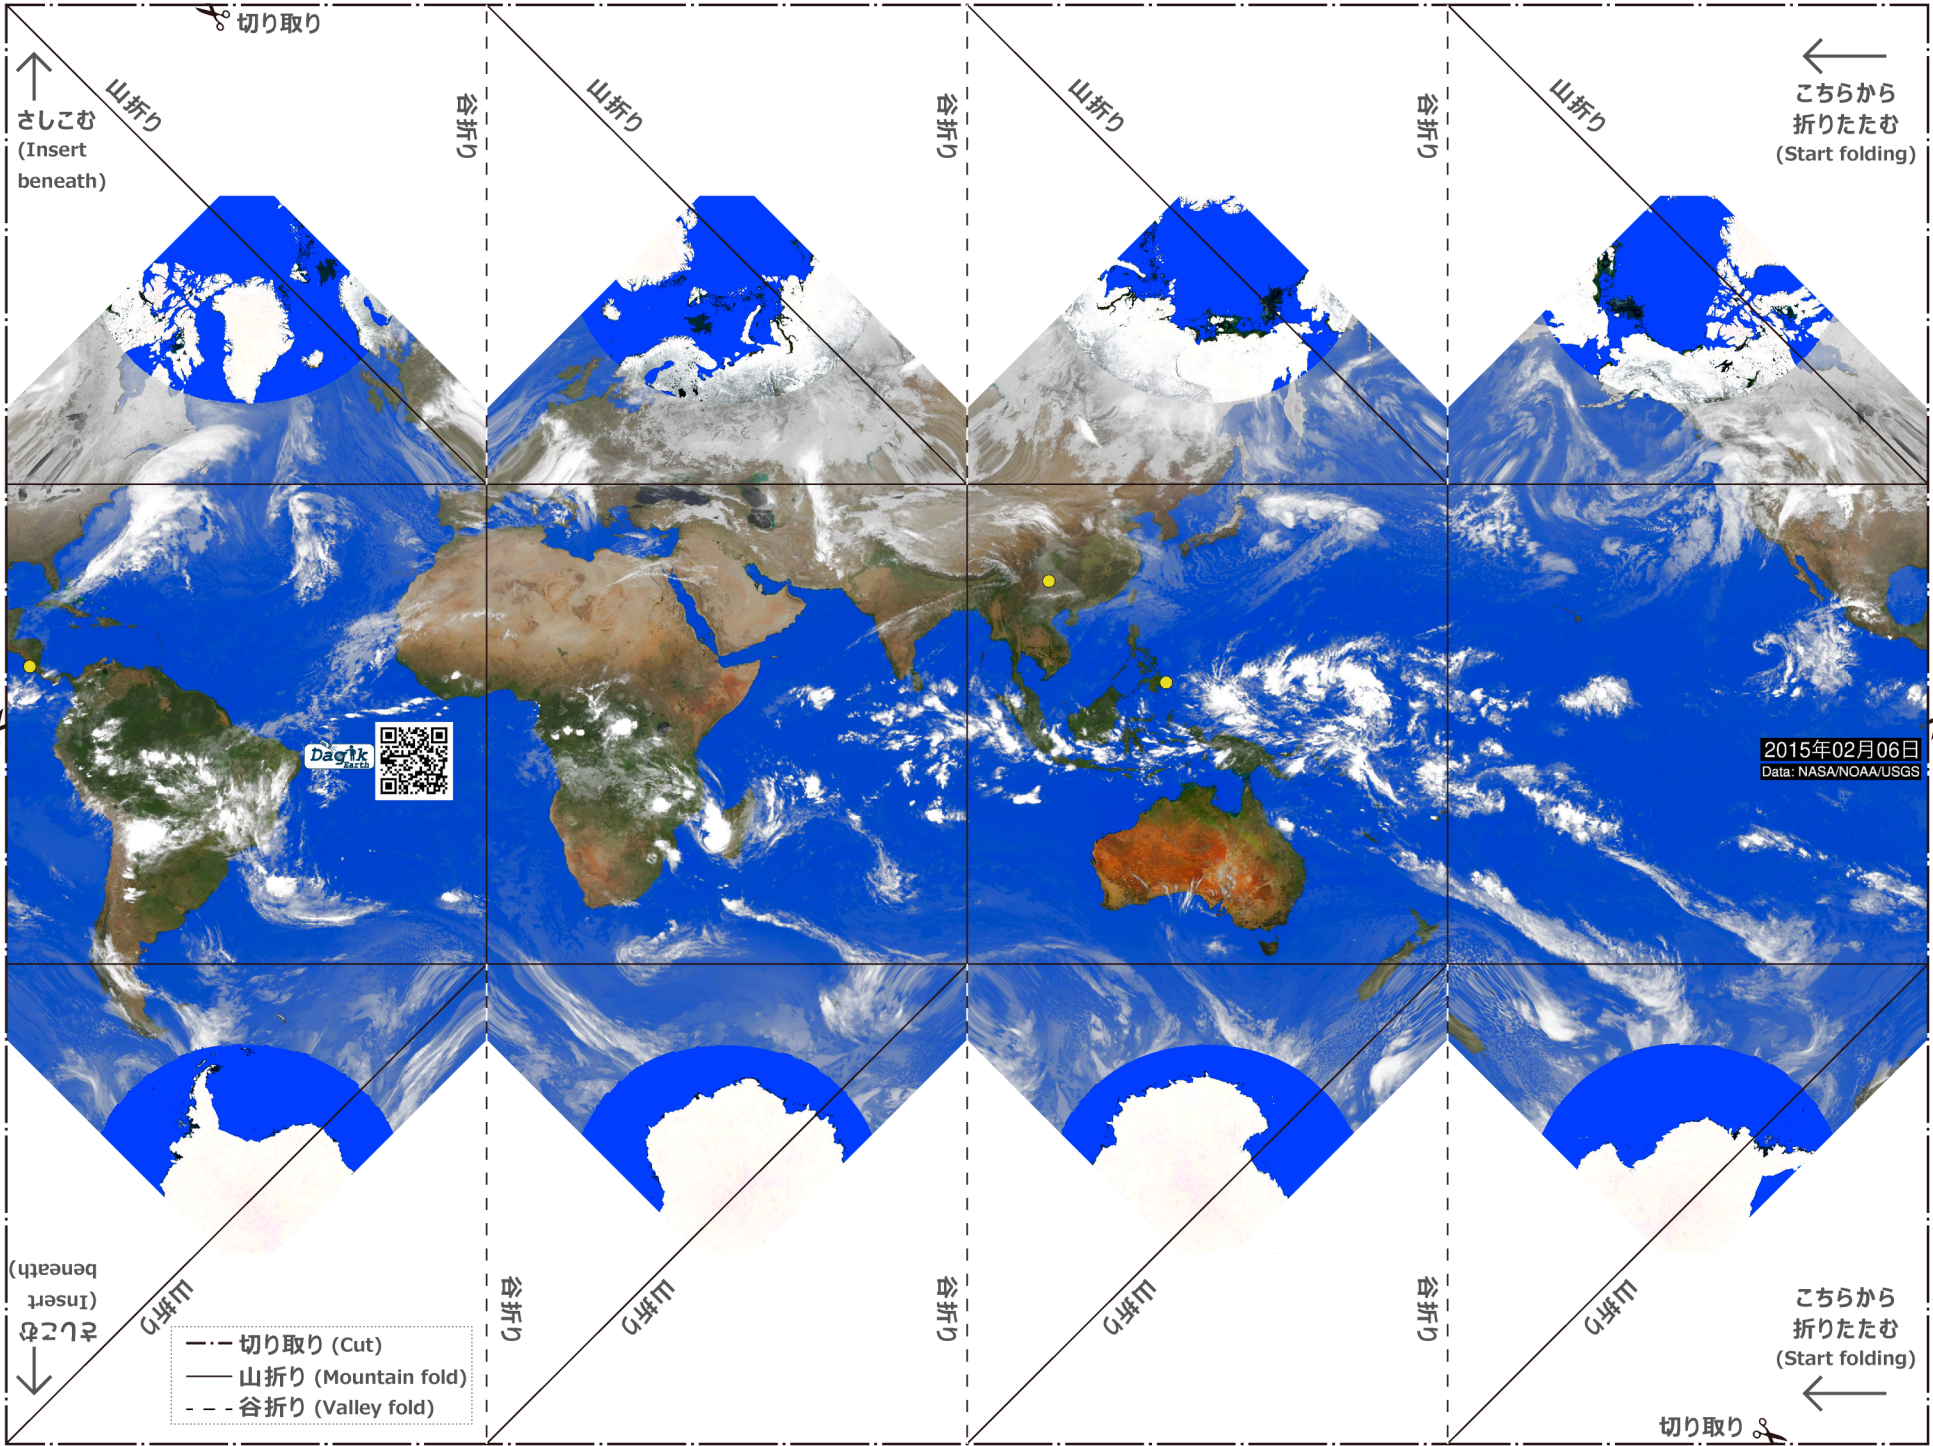 切り取り
さしこむ
(Insert
beneath)
山折り
谷折り
山折り
谷折り
山折り
谷折り
山折り
こちらから
折りたたむ
(Start folding)
Dagik
Earth
2015年02月06日
Data: NASA/NOAA/USGS
さしこむ
(Insert
beneath)
山折り
谷折り
山折り
谷折り
山折り
谷折り
山折り
こちらから
折りたたむ
(Start folding)
切り取り (Cut)
山折り (Mountain fold)
谷折り (Valley fold)
切り取り